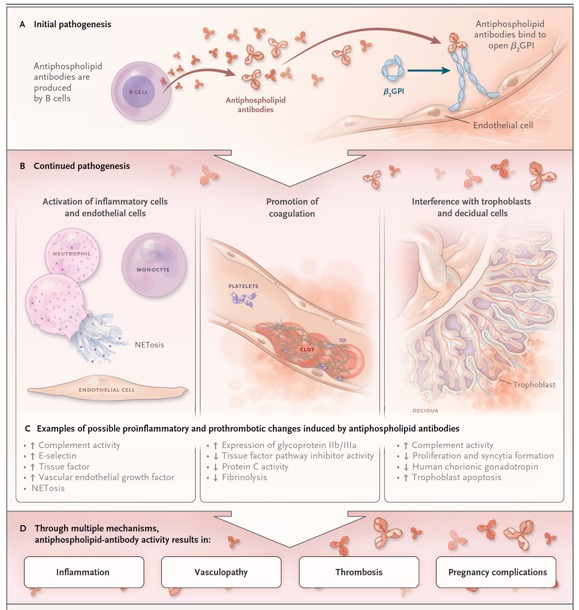 A Initial pathogenesis
Antiphospholipid
antibodies are
produced
by B cells
B CELL
Antiphospholipid
antibodies
β2GPI
Antiphospholipid
antibodies bind to
open β2GPI
Endothelial cell
B Continued pathogenesis
Activation of inflammatory cells
and endothelial cells
NEUTROPHIL
MONOCYTE
NETosis
ENDOTHELIAL CELL
Promotion of
coagulation
PLATELETS
CLOT
Interference with trophoblasts
and decidual cells
Trophoblast
DECIDUA
C Examples of possible proinflammatory and prothrombotic changes induced by antiphospholipid antibodies
• ↑ Complement activity
• ↑ E-selectin
• ↑ Tissue factor
• ↑ Vascular endothelial growth factor
• NETosis
• ↑ Expression of glycoprotein IIb/IIIa
• ↓ Tissue factor pathway inhibitor activity
• ↓ Protein C activity
• ↓ Fibrinolysis
• ↑ Complement activity
• ↓ Proliferation and syncytia formation
• ↓ Human chorionic gonadotropin
• ↑ Trophoblast apoptosis
D Through multiple mechanisms,
antiphospholipid-antibody activity results in:
Inflammation
Vasculopathy
Thrombosis
Pregnancy complications